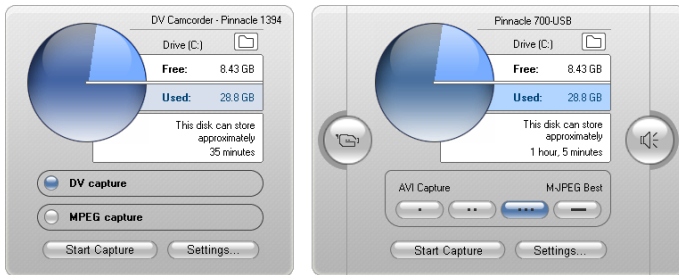 DV Camcorder - Pinnacle 1394
Drive (C:)
Free: 8.43 GB
Used: 28.8 GB
This disk can store
approximately
35 minutes
DV capture
MPEG capture
Start Capture Settings...
Pinnacle 700-USB
Drive (C:)
Free: 8.43 GB
Used: 28.8 GB
This disk can store
approximately
1 hour, 5 minutes
AVI Capture M-JPEG Best
Start Capture Settings...